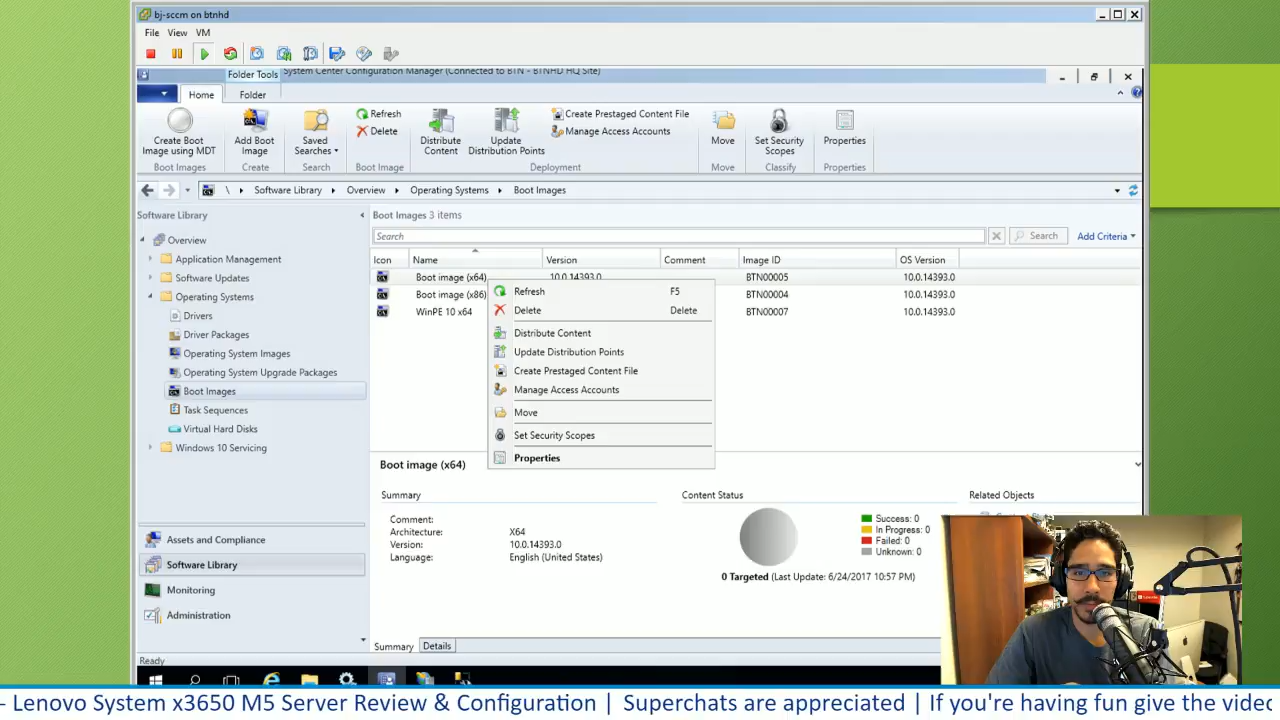 bj-sccm on btnhd
File View VM
Folder Tools System Center Configuration Manager (Connected to BTN - BTNHD HQ Site)
Home Folder
Create Boot Image using MDT
Add Boot Image
Saved Searches
Refresh
Delete
Distribute Content
Update Distribution Points
Create Prestaged Content File
Manage Access Accounts
Move
Set Security Scopes
Properties
Boot Images Create Search Boot Image Deployment Move Classify Properties
\ Software Library Overview Operating Systems Boot Images
Software Library
Overview
Application Management
Software Updates
Operating Systems
Drivers
Driver Packages
Operating System Images
Operating System Upgrade Packages
Boot Images
Task Sequences
Virtual Hard Disks
Windows 10 Servicing
Assets and Compliance
Software Library
Monitoring
Administration
Boot Images 3 items
Search Search Add Criteria
Icon Name Version Comment Image ID OS Version
Boot image (x64) 10.0.14393.0 BTN00005 10.0.14393.0
Boot image (x86) BTN00004 10.0.14393.0
WinPE 10 x64 BTN00007 10.0.14393.0
Refresh F5
Delete Delete
Distribute Content
Update Distribution Points
Create Prestaged Content File
Manage Access Accounts
Move
Set Security Scopes
Properties
Boot image (x64)
Summary
Comment:
Architecture: X64
Version: 10.0.14393.0
Language: English (United States)
Content Status
Success: 0
In Progress: 0
Failed: 0
Unknown: 0
0 Targeted (Last Update: 6/24/2017 10:57 PM)
Related Objects
Summary Details
Ready
- Lenovo System x3650 M5 Server Review & Configuration | Superchats are appreciated | If you're having fun give the video